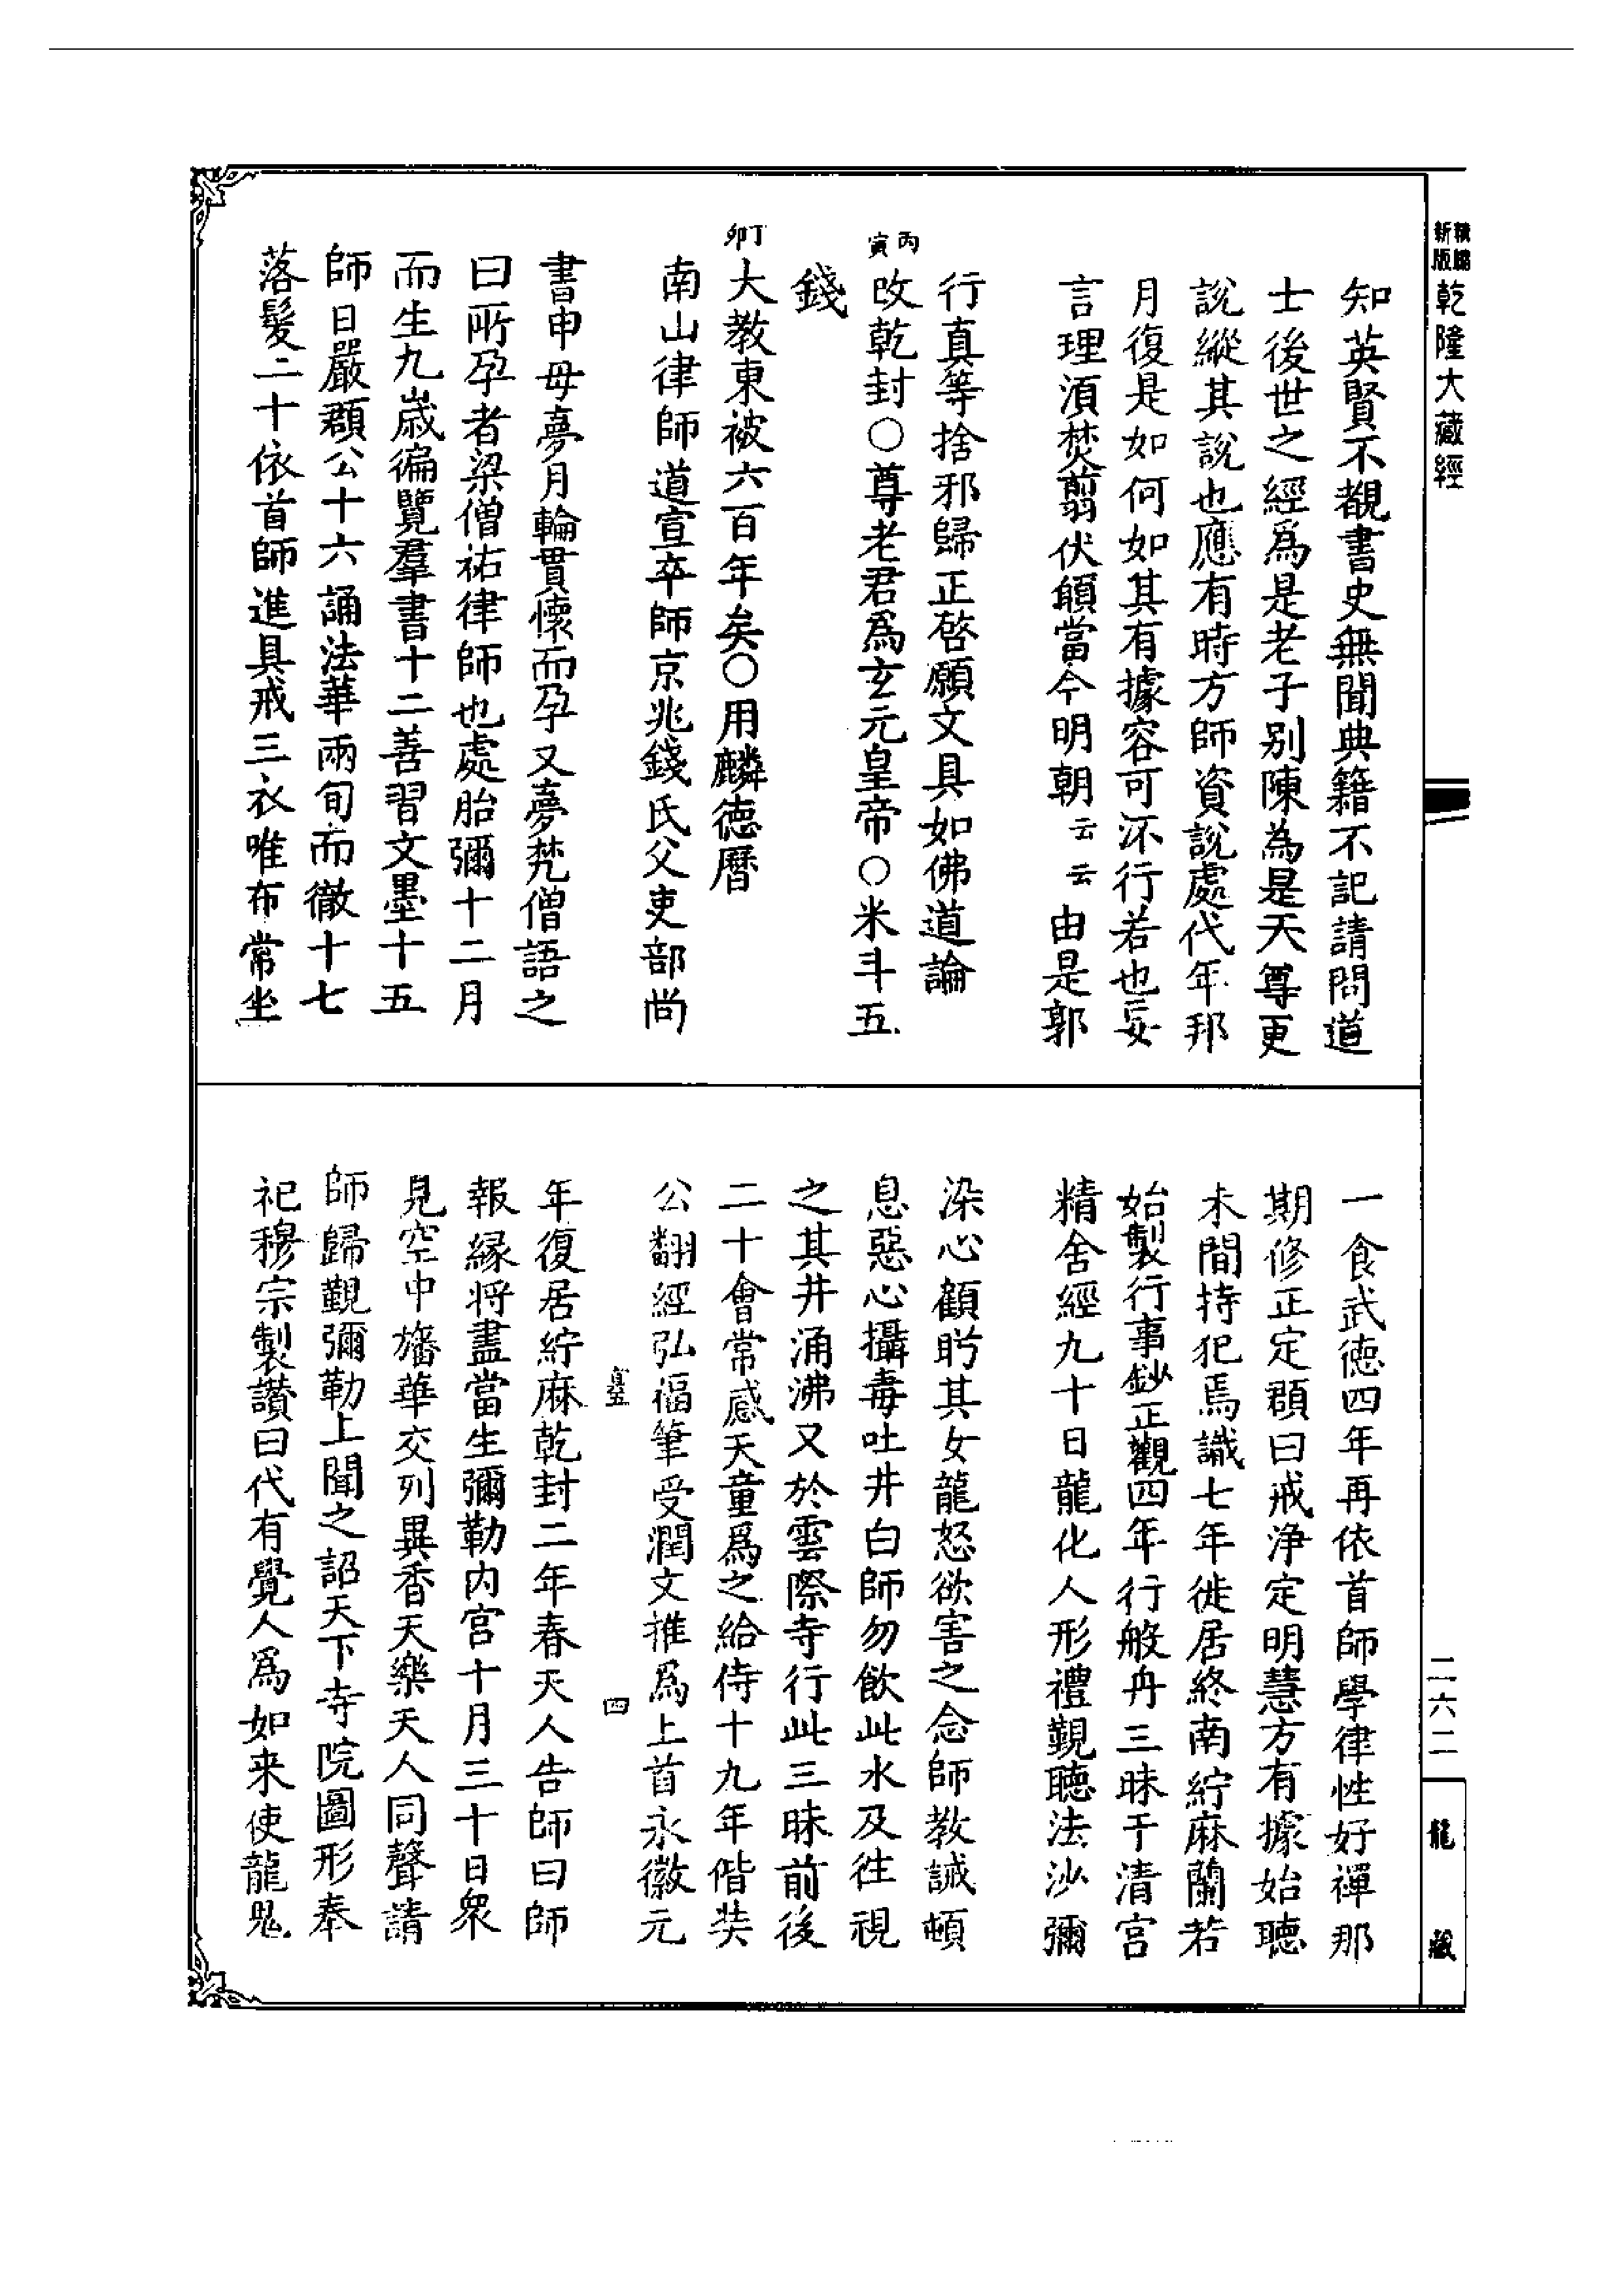 新版
乾隆大藏經
知英賢不覩書史無聞典籍不記請問道
士後世之經爲是老子别陳為是天尊更
說縱其說也應有時方師資說處代年邦
月復是如何如其有據容可泝行若也妄
言理湏焚翦伏願當今明朝云云由是郭
行真等捨邪歸正啓願文具如佛道論
丙寅
改乾封○尊老君爲玄元皇帝○米斗五
錢
丁卯
大教東被六百年矣○用麟德曆
南山律師道宣卒師京兆錢氏父吏部尚
書申母夢月輪貫懷而孕又夢梵僧語之
曰所孕者梁僧祐律師也處胎彌十二月
而生九歲徧覽羣書十二善習文墨十五
師日嚴頵公十六誦法華兩旬而徹十七
落髮二十依首師進具戒三衣唯布常坐
一食武德四年再依首師學律性好禪那
期修正定頵曰戒淨定明慧方有據始聽
未閒持犯焉識七年徙居終南紵麻蘭若
始製行事鈔正觀四年行般舟三昧于清宮
精舍經九十日龍化人形禮覲聽法沙彌
染心顧盻其女龍怒欲害之念師教誡頓
息惡心攝毒吐井白師勿飲此水及往視
之其井涌沸又於雲際寺行此三昧前後
二十會常感天童爲之給侍十九年偕奘
公翻經弘福筆受潤文推爲上首永徽元
四
年復居紵麻乾封二年春天人告師曰師
報緣将盡當生彌勒内宮十月三十日衆
見空中旛華交列異香天樂天人同聲請
師歸覲彌勒上聞之詔天下寺院圖形奉
祀穆宗製讚曰代有覺人爲如来使龍鬼
二六二
龍藏